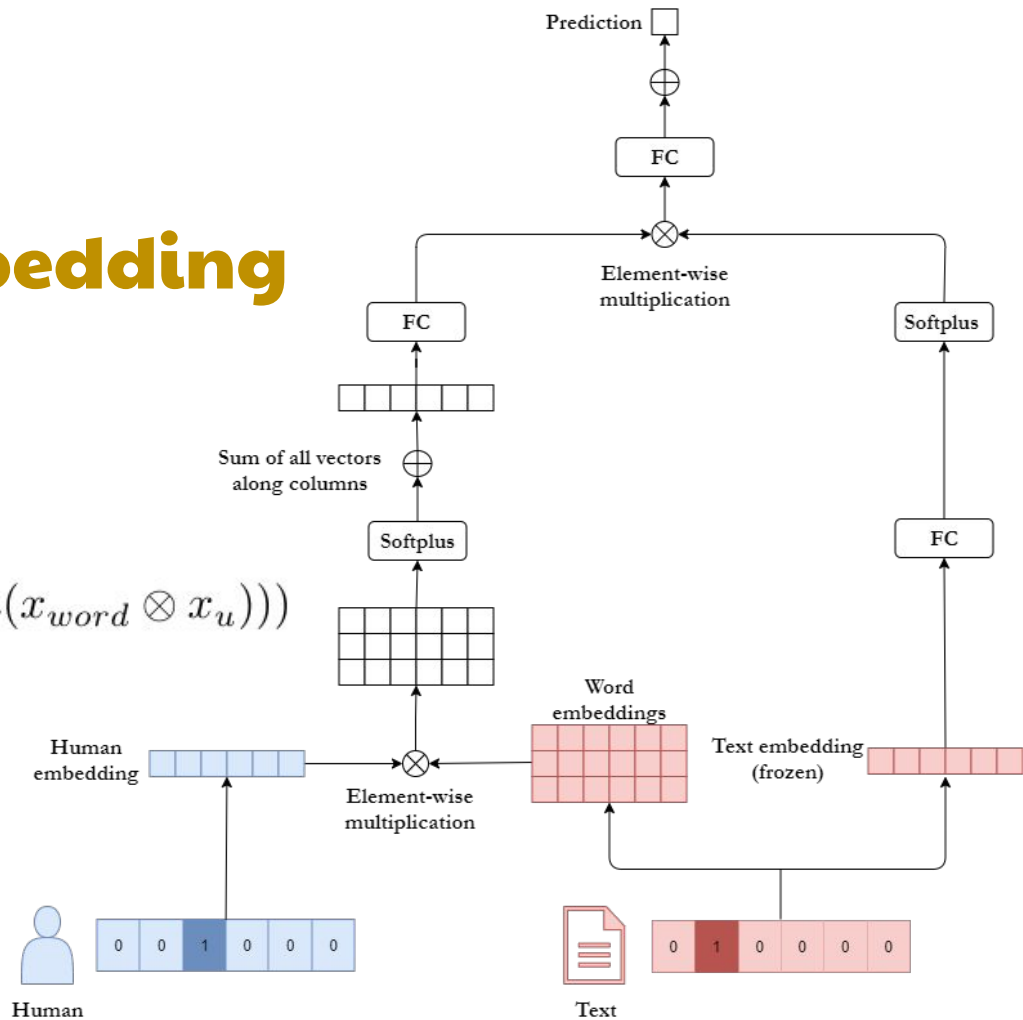 Prediction
FC
bedding
Element-wise
multiplication
FC
Softplus
Sum of all vectors
along columns
Softplus
FC
(x_{word} ⊗ x_u)))
Word
embeddings
Human
embedding
Text embedding
(frozen)
Element-wise
multiplication
0 0 1 0 0 0
0 1 0 0 0 0
Human
Text